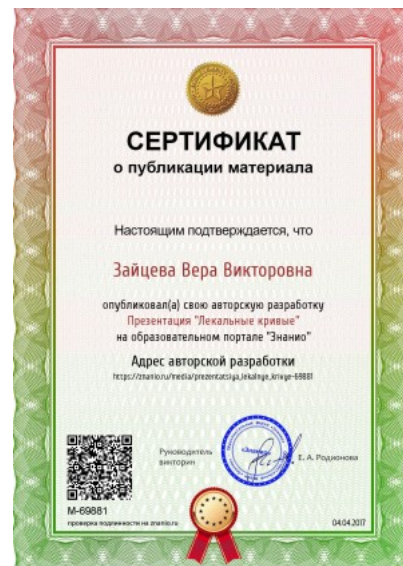 СЕРТИФИКАТ
о публикации материала
Настоящим подтверждается, что
Зайцева Вера Викторовна
опубликовал(а) свою авторскую разработку
Презентация "Лекальные кривые"
на образовательном портале "Знанио"
Адрес авторской разработки
https://znanio.ru/media/prezentatsiya_lekalnye_krivye-69881
Руководитель
викторин
"Знанио"
Е. А. Родионова
М-69881
проверка подлинности на znanio.ru
04.04.2017